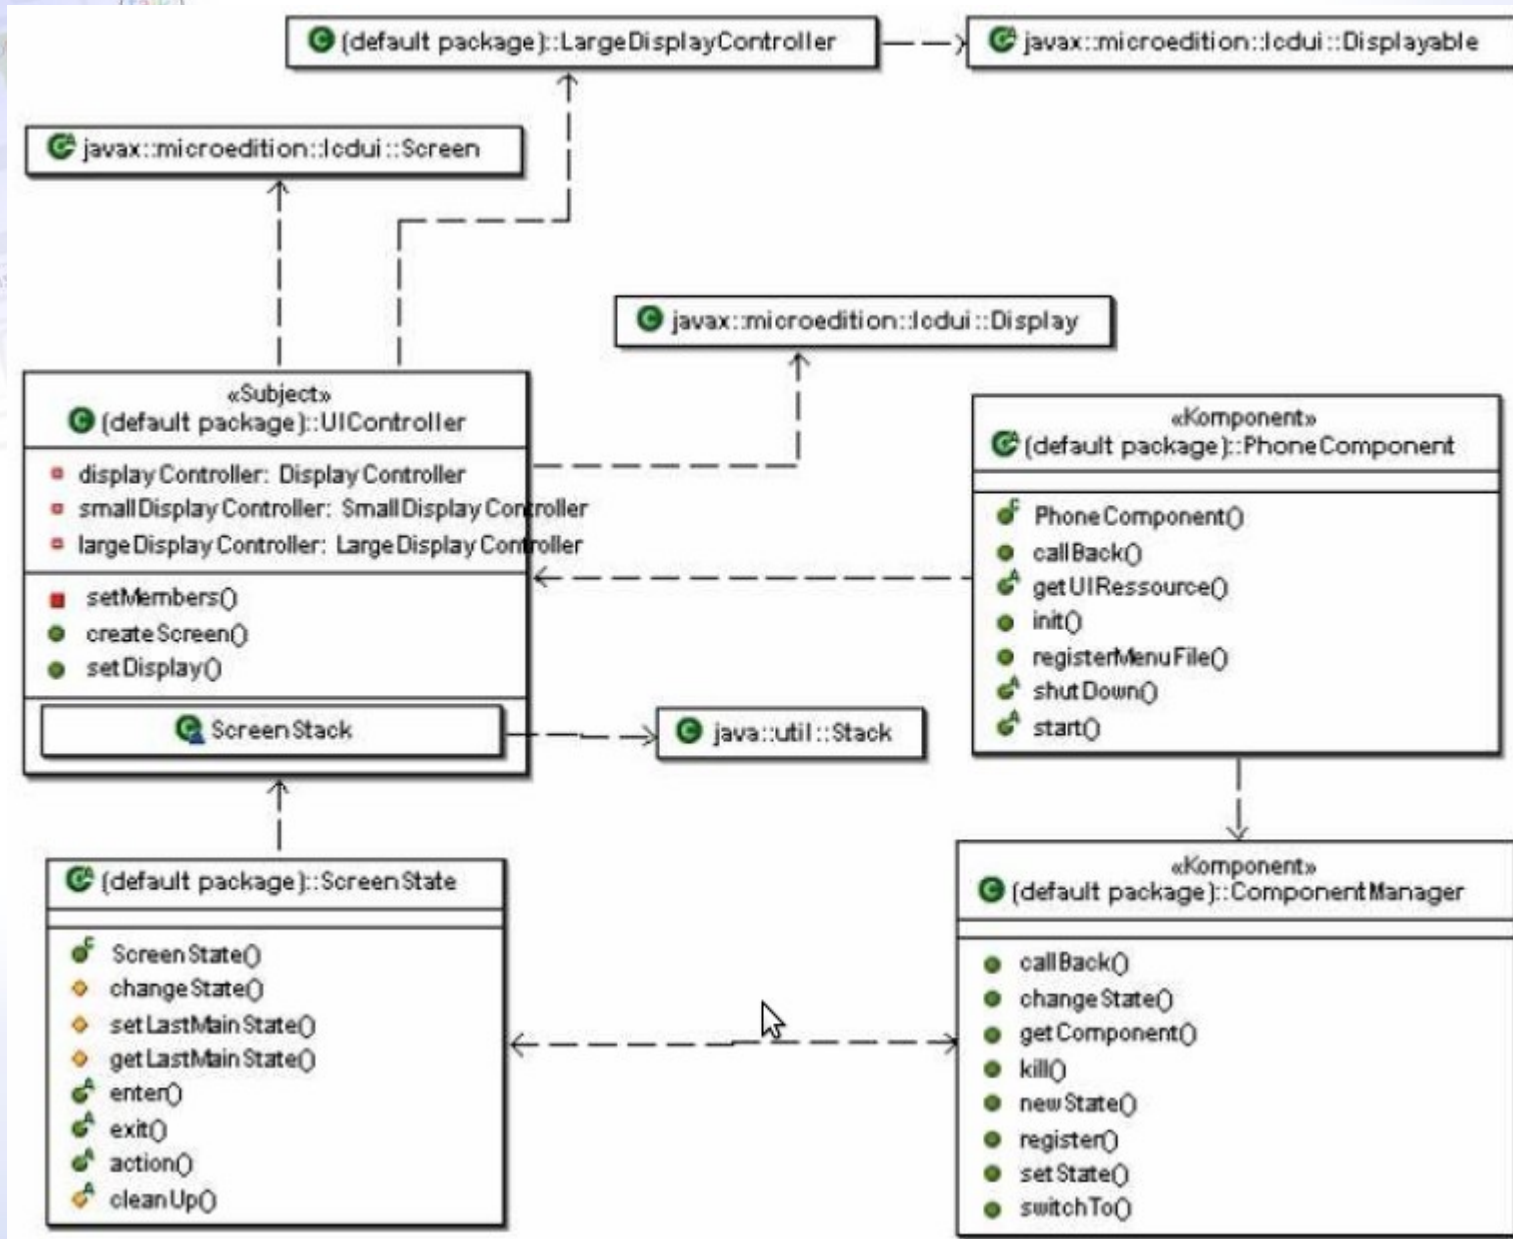 (default package)::LargeDisplayController
javax::microedition::lcdui::Displayable
javax::microedition::lcdui::Screen
javax::microedition::lcdui::Display
«Subject»
(default package)::UIController
displayController: DisplayController
smallDisplayController: SmallDisplayController
largeDisplayController: LargeDisplayController
setMembers()
createScreen()
setDisplay()
ScreenStack
java::util::Stack
«Komponent»
(default package)::PhoneComponent
PhoneComponent()
callBack()
getUIRessource()
init()
registerMenuFile()
shutDown()
start()
(default package)::ScreenState
ScreenState()
changeState()
setLastMainState()
getLastMainState()
enter()
exit()
action()
cleanUp()
«Komponent»
(default package)::ComponentManager
callBack()
changeState()
getComponent()
kill()
newState()
register()
setState()
switchTo()